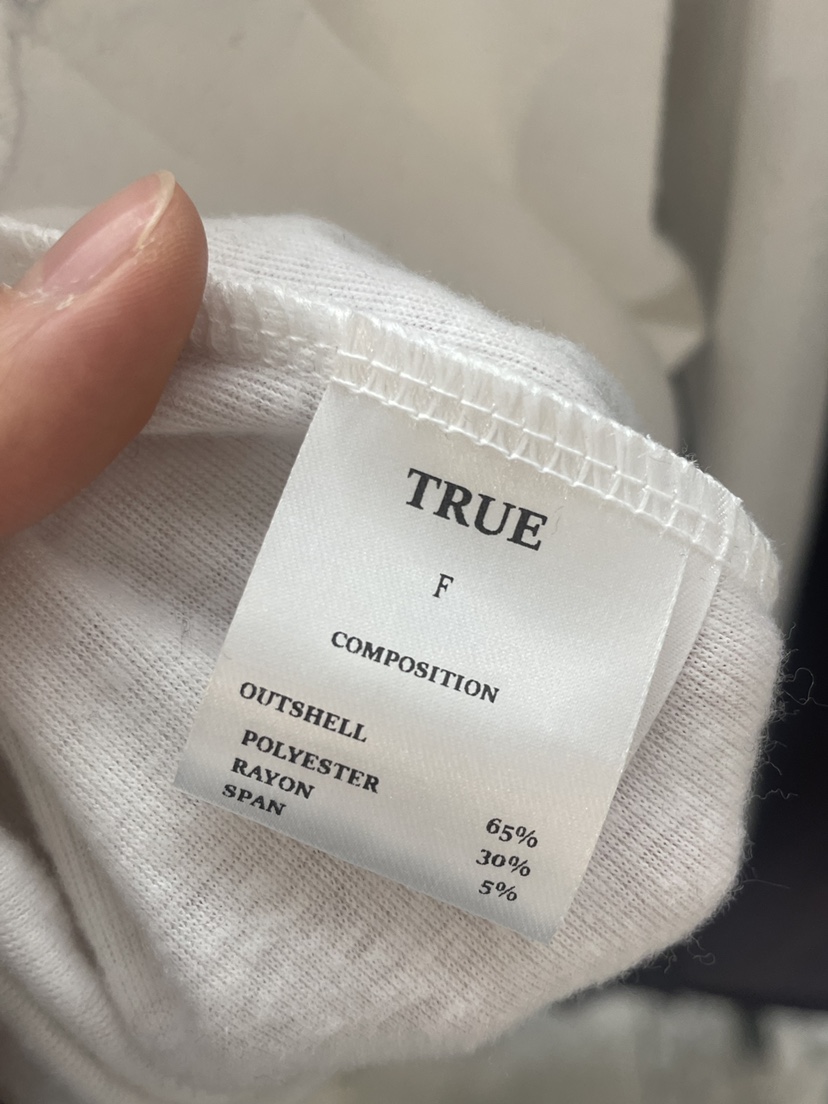 TRUE
F
COMPOSITION
OUTSHELL
POLYESTER 65%
RAYON 30%
SPAN 5%